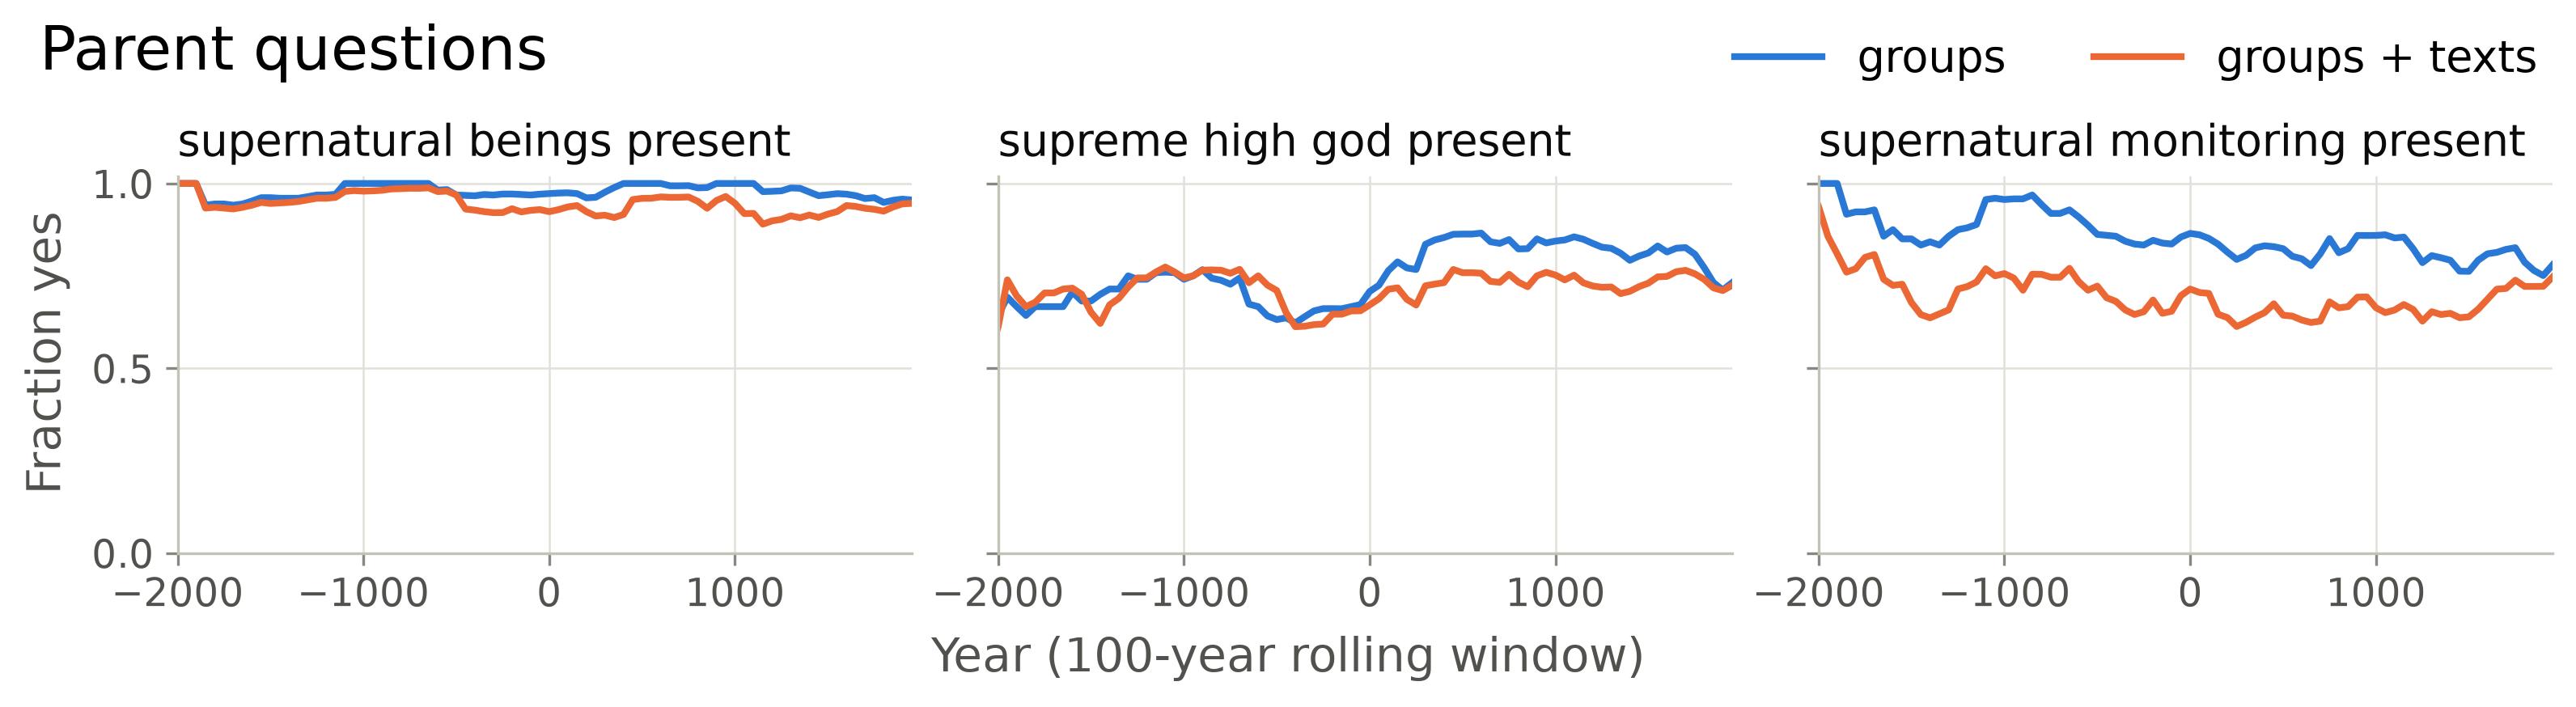 Parent questions
groups
groups + texts
supernatural beings present
supreme high god present
supernatural monitoring present
Fraction yes
1.0
0.5
0.0
−2000 −1000 0 1000
−2000 −1000 0 1000
−2000 −1000 0 1000
Year (100-year rolling window)